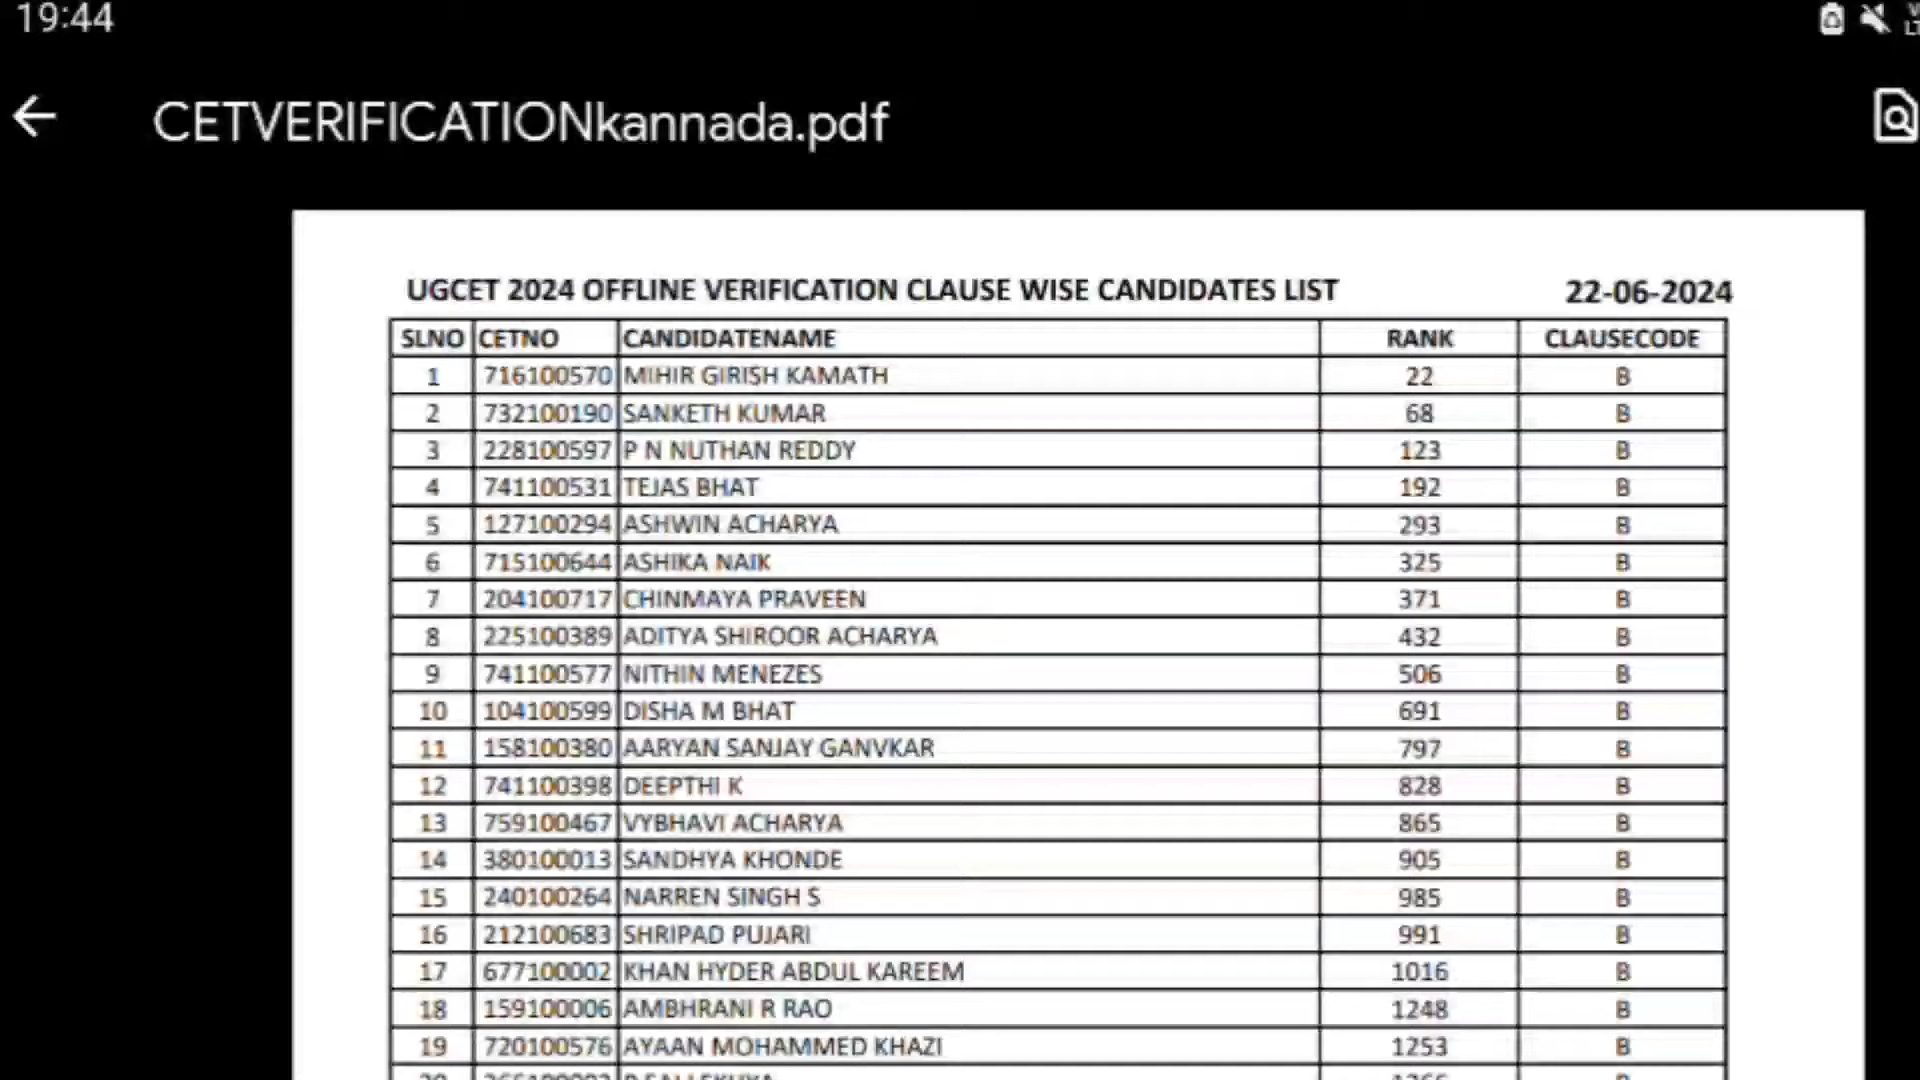 19:44
CETVERIFICATIONkannada.pdf
UGCET 2024 OFFLINE VERIFICATION CLAUSE WISE CANDIDATES LIST 22-06-2024
SLNO CETNO CANDIDATENAME RANK CLAUSECODE
1 716100570 MIHIR GIRISH KAMATH 22 B
2 732100190 SANKETH KUMAR 68 B
3 228100597 P N NUTHAN REDDY 123 B
4 741100531 TEJAS BHAT 192 B
5 127100294 ASHWIN ACHARYA 293 B
6 715100644 ASHIKA NAIK 325 B
7 204100717 CHINMAYA PRAVEEN 371 B
8 225100389 ADITYA SHIROOR ACHARYA 432 B
9 741100577 NITHIN MENEZES 506 B
10 104100599 DISHA M BHAT 691 B
11 158100380 AARYAN SANJAY GANVKAR 797 B
12 741100398 DEEPTHI K 828 B
13 759100467 VYBHAVI ACHARYA 865 B
14 380100013 SANDHYA KHONDE 905 B
15 240100264 NARREN SINGH S 985 B
16 212100683 SHRIPAD PUJARI 991 B
17 677100002 KHAN HYDER ABDUL KAREEM 1016 B
18 159100006 AMBHRANI R RAO 1248 B
19 720100576 AYAAN MOHAMMED KHAZI 1253 B